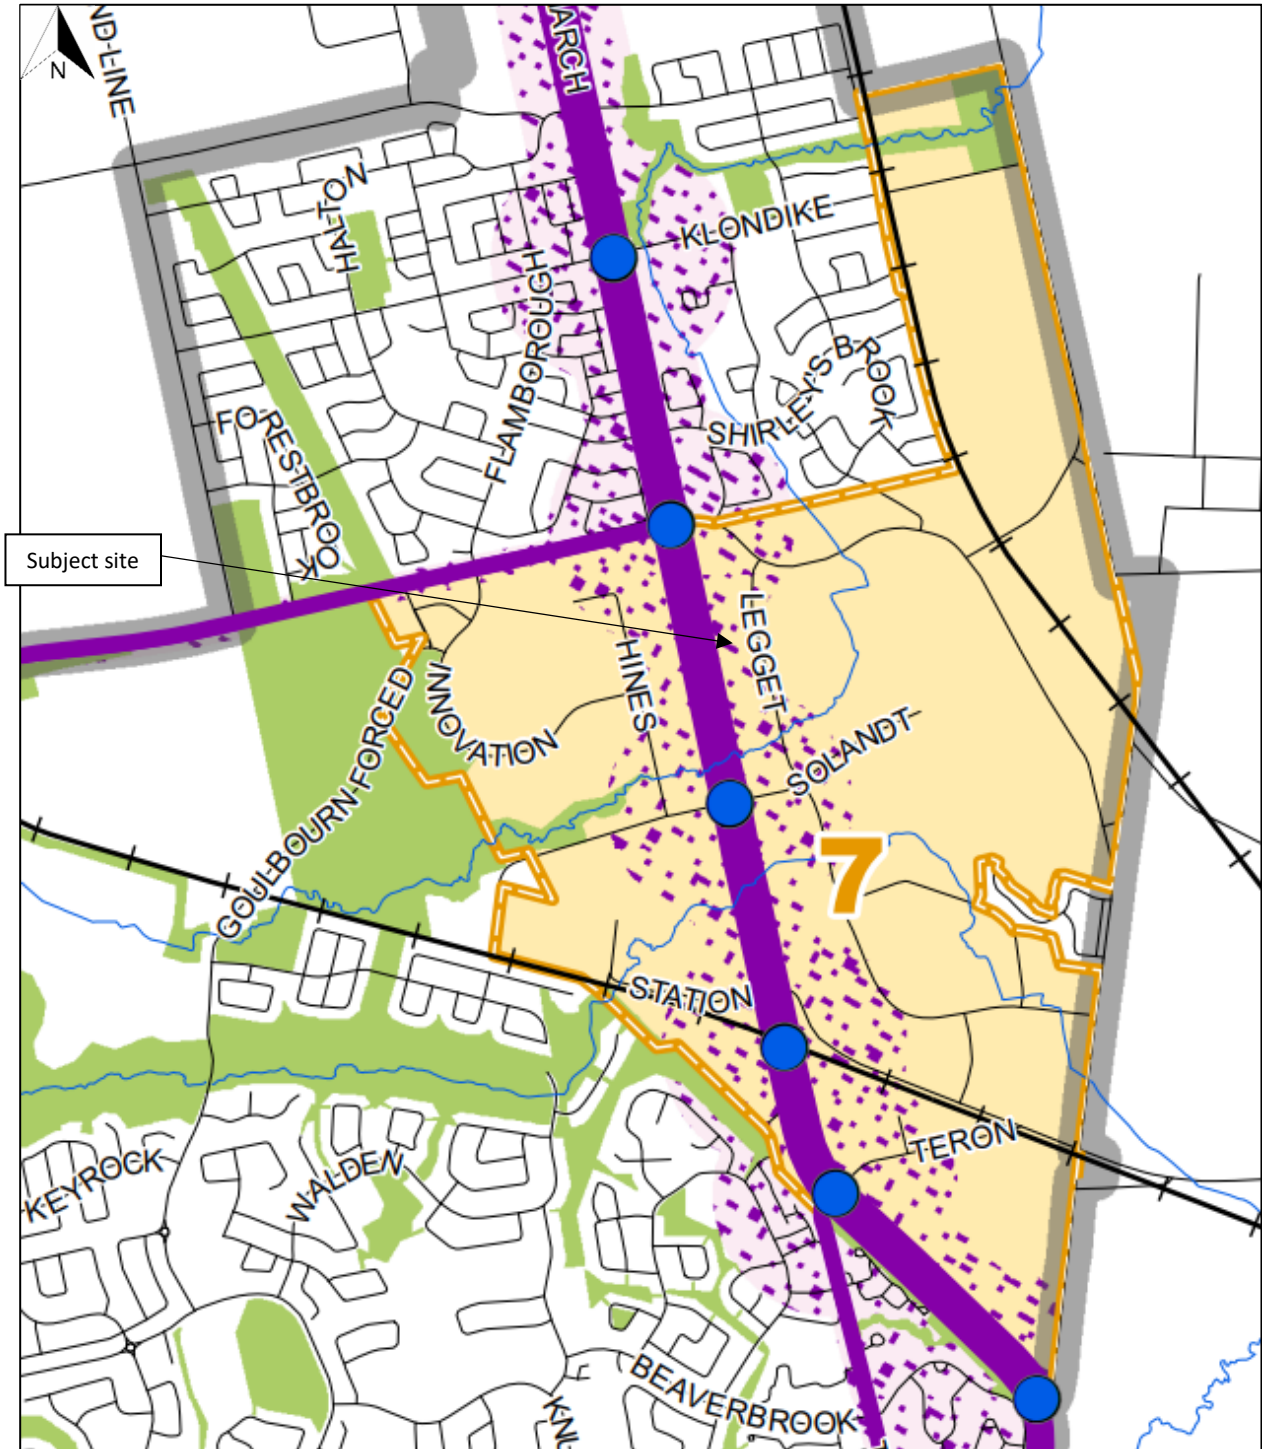 ND-LINE
ARCH
N
HALTON
KLONDIKE
FLAMBOROUGH
SHIRLEY'S BROOK
FORESTBROOK
Subject site
LEGGET
HINES
INNOVATION
GOULBOURN-FORCED
SOLANDT
7
STATION
TERON
KEYROCK
WALDEN
BEAVERBROOK
KNU